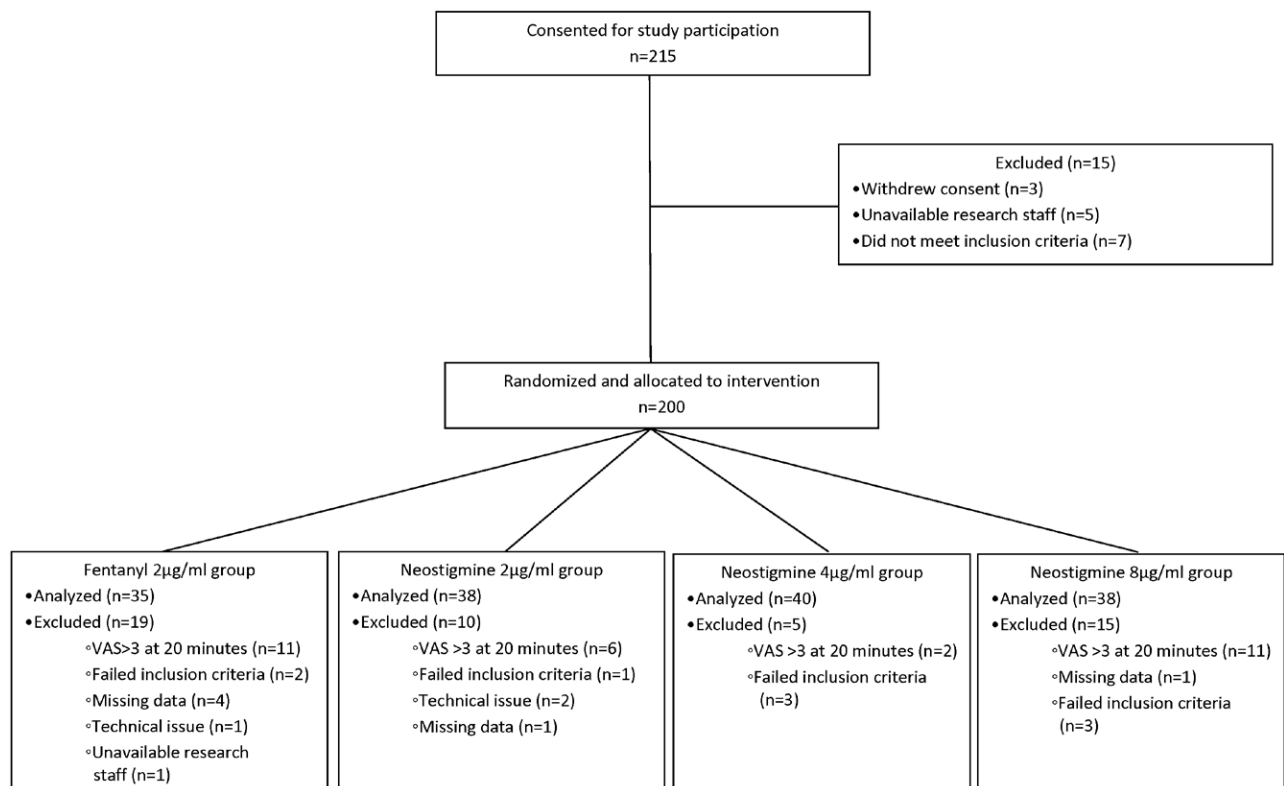 Consented for study participation
n=215
Excluded (n=15)
•Withdrew consent (n=3)
•Unavailable research staff (n=5)
•Did not meet inclusion criteria (n=7)
Randomized and allocated to intervention
n=200
Fentanyl 2µg/ml group
•Analyzed (n=35)
•Excluded (n=19)
◦VAS>3 at 20 minutes (n=11)
◦Failed inclusion criteria (n=2)
◦Missing data (n=4)
◦Technical issue (n=1)
◦Unavailable research
staff (n=1)
Neostigmine 2µg/ml group
•Analyzed (n=38)
•Excluded (n=10)
◦VAS >3 at 20 minutes (n=6)
◦Failed inclusion criteria (n=1)
◦Technical issue (n=2)
◦Missing data (n=1)
Neostigmine 4µg/ml group
•Analyzed (n=40)
•Excluded (n=5)
◦VAS >3 at 20 minutes (n=2)
◦Failed inclusion criteria
(n=3)
Neostigmine 8µg/ml group
•Analyzed (n=38)
•Excluded (n=15)
◦VAS >3 at 20 minutes (n=11)
◦Missing data (n=1)
◦Failed inclusion criteria
(n=3)